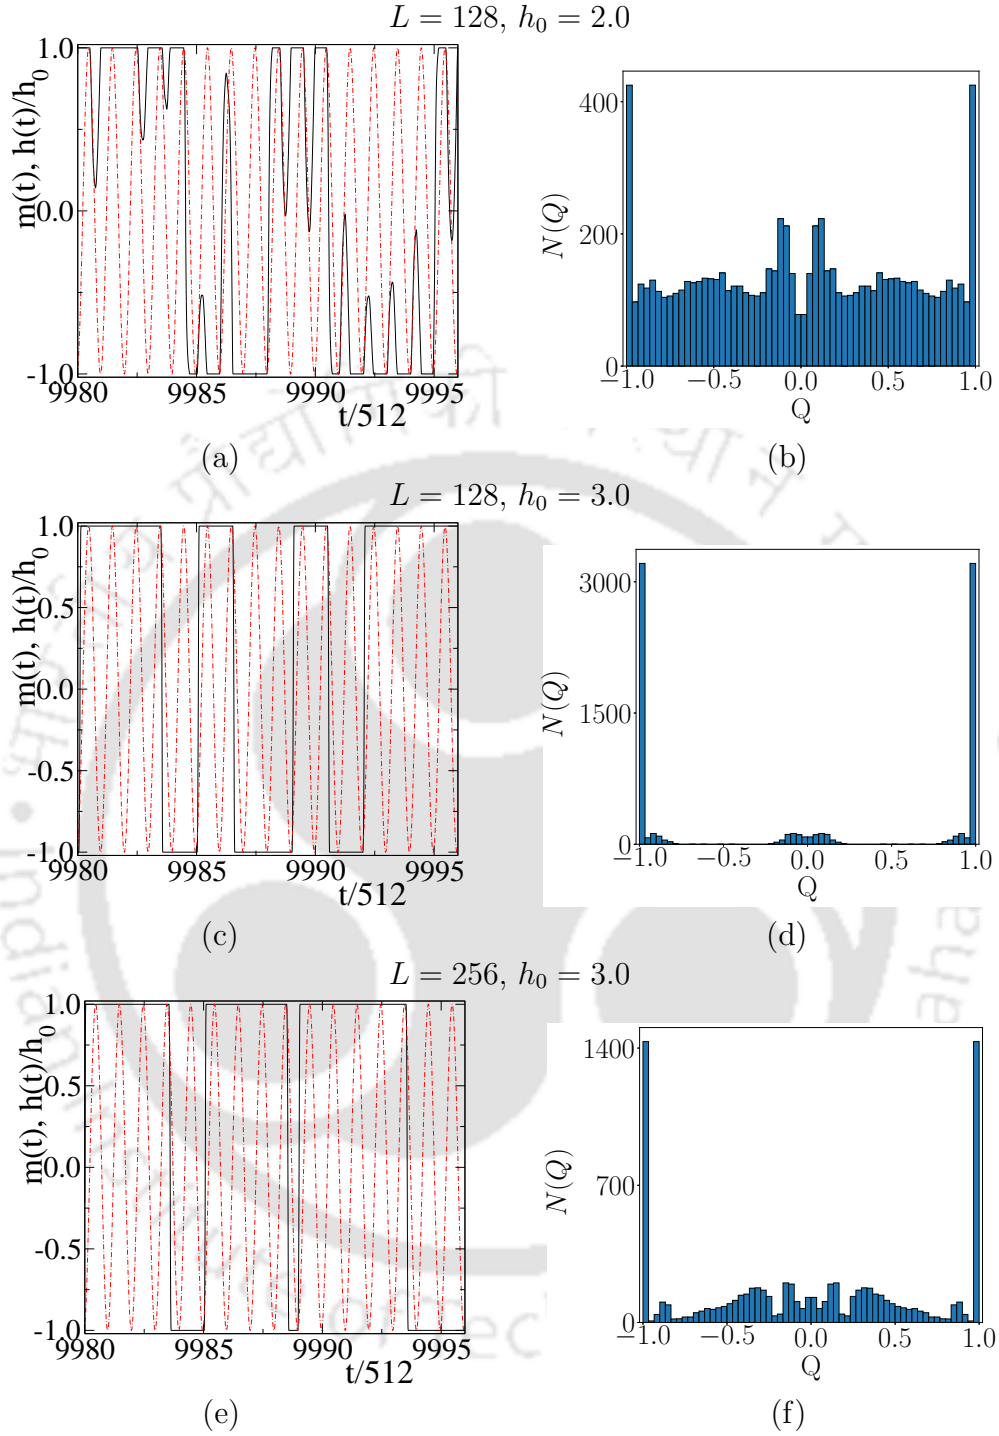 L = 128, h₀ = 2.0
m(t), h(t)/h₀
1.0
0.0
-1.0
9980 9985 9990 9995
t/512
(a)
N(Q)
400
200
0
−1.0 −0.5 0.0 0.5 1.0
Q
(b)
L = 128, h₀ = 3.0
m(t), h(t)/h₀
1.0
0.5
0.0
-0.5
-1.0
9980 9985 9990 9995
t/512
(c)
N(Q)
3000
1500
0
−1.0 −0.5 0.0 0.5 1.0
Q
(d)
L = 256, h₀ = 3.0
m(t), h(t)/h₀
1.0
0.5
0.0
-0.5
-1.0
9980 9985 9990 9995
t/512
(e)
N(Q)
1400
700
0
−1.0 −0.5 0.0 0.5 1.0
Q
(f)
Indian Institute of Tec